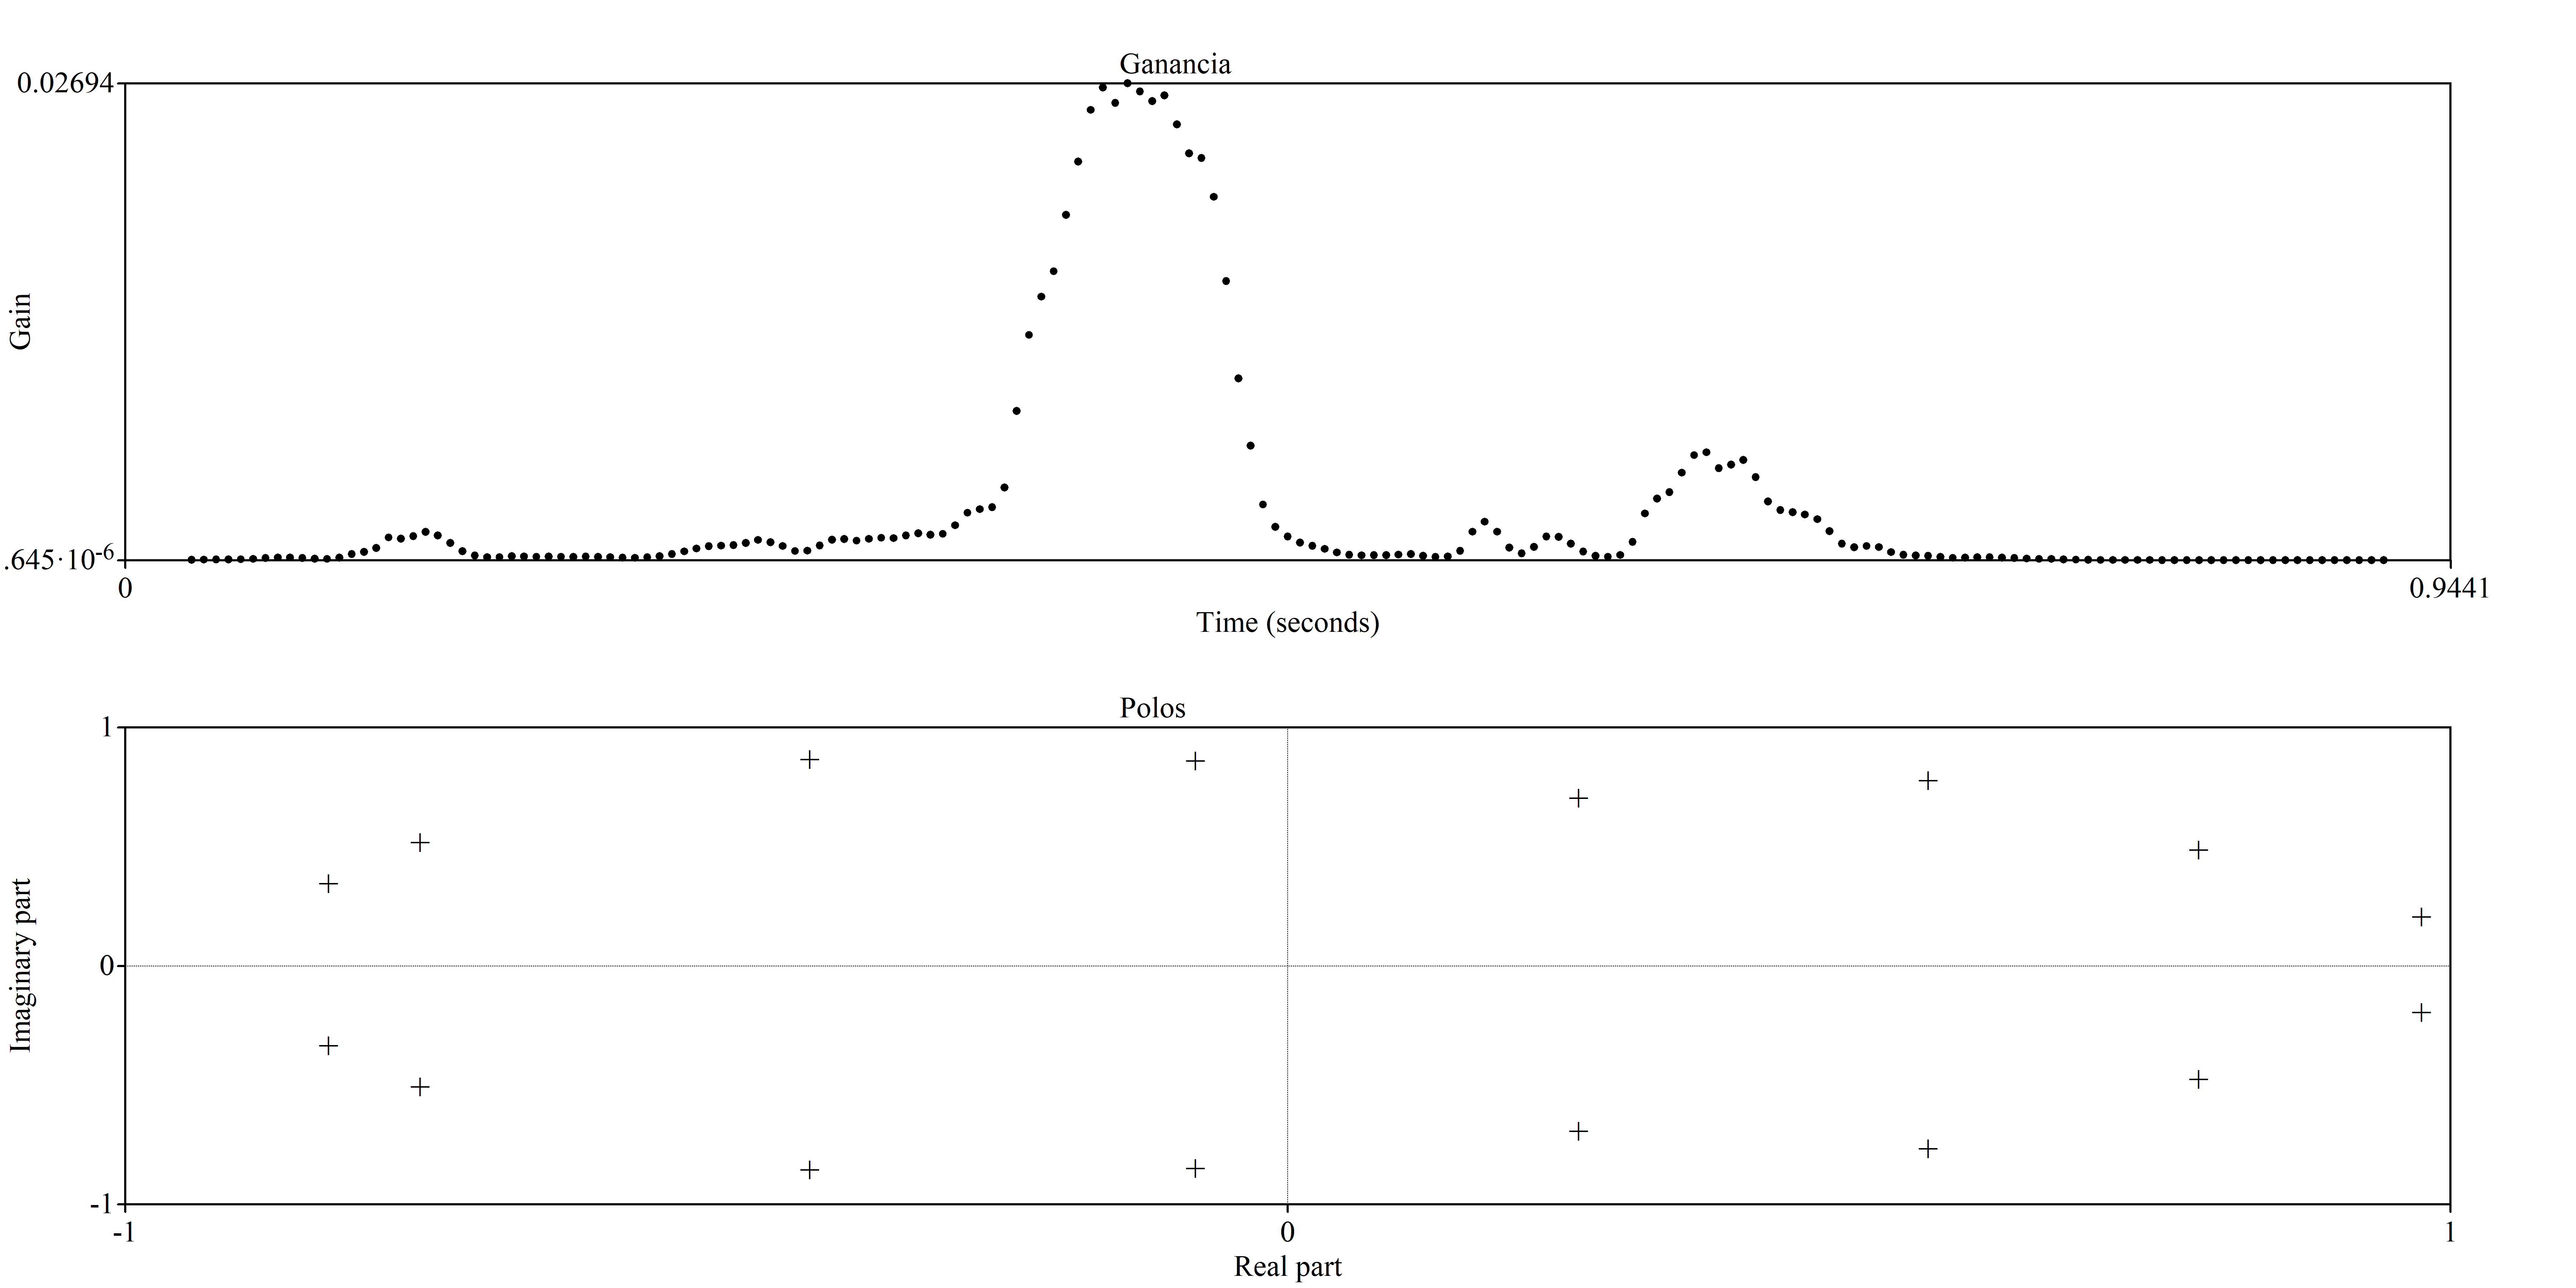 Ganancia
0.02694
Gain
.645·10-6
0
0.9441
Time (seconds)
Polos
1
Imaginary part
0
-1
-1
0
1
Real part